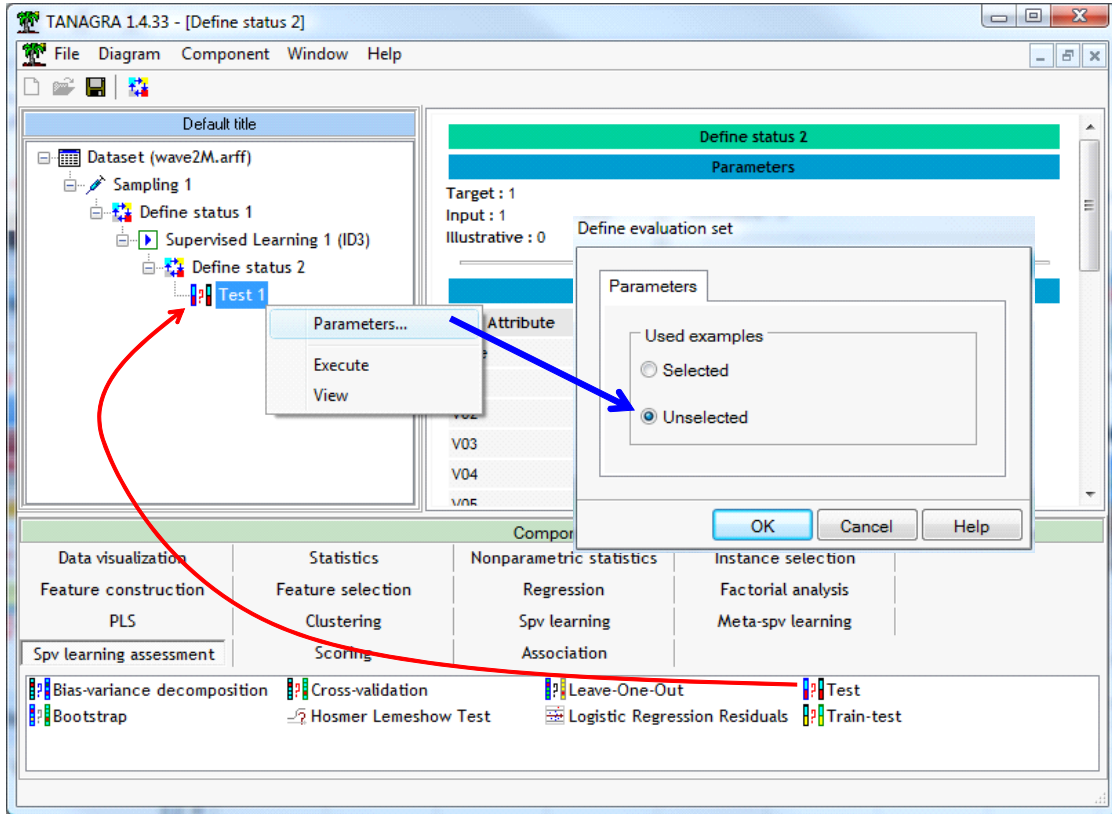 TANAGRA 1.4.33 - [Define status 2]
File Diagram Component Window Help
Default title
Dataset (wave2M.arff)
Sampling 1
Define status 1
Supervised Learning 1 (ID3)
Define status 2
Test 1
Parameters...
Execute
View
Define status 2
Parameters
Target : 1
Input : 1
Illustrative : 0
Attribute
V02
V03
V04
V05
Define evaluation set
Parameters
Used examples
Selected
Unselected
OK Cancel Help
Data visualization Statistics Nonparametric statistics Instance selection
Feature construction Feature selection Regression Factorial analysis
PLS Clustering Spv learning Meta-spv learning
Spv learning assessment Scoring Association
Bias-variance decomposition Cross-validation Leave-One-Out Test
Bootstrap Hosmer Lemeshow Test Logistic Regression Residuals Train-test